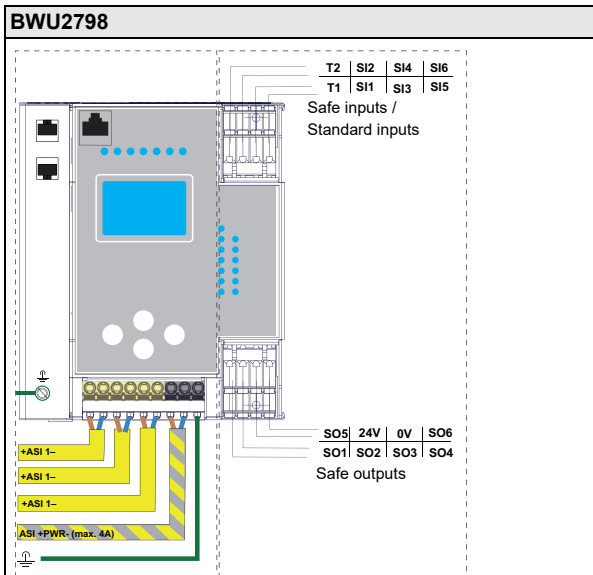 BWU2798
T2 SI2 SI4 SI6
T1 SI1 SI3 SI5
Safe inputs /
Standard inputs
SO5 24V 0V SO6
SO1 SO2 SO3 SO4
Safe outputs
+ASI 1–
+ASI 1–
+ASI 1–
ASI +PWR- (max. 4A)